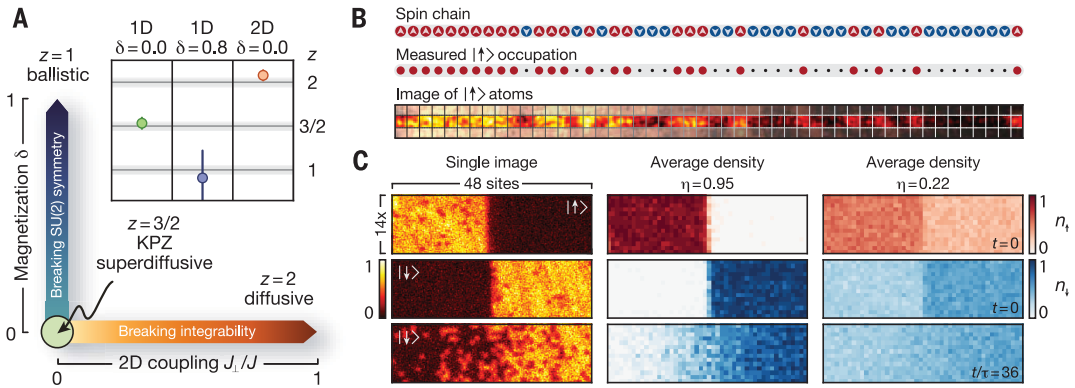 A
1D 1D 2D
δ=0.0 δ=0.8 δ=0.0 z
2
3/2
1
z=1
ballistic
Magnetization δ
1
0
Breaking SU(2) symmetry
z=3/2
KPZ
superdiffusive
z=2
diffusive
Breaking integrability
0 2D coupling J⊥/J 1
B
Spin chain
Measured |↑⟩ occupation
Image of |↑⟩ atoms
C
Single image
48 sites
Average density
η=0.95
Average density
η=0.22
14x
|↑⟩
t=0
1
n↑
0
1
0
|↓⟩
t=0
1
n↓
0
|↓⟩
t/τ=36